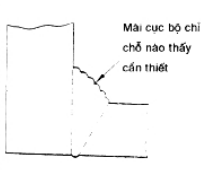 Mài cục bộ chỉ
chỗ nào thấy
cần thiết